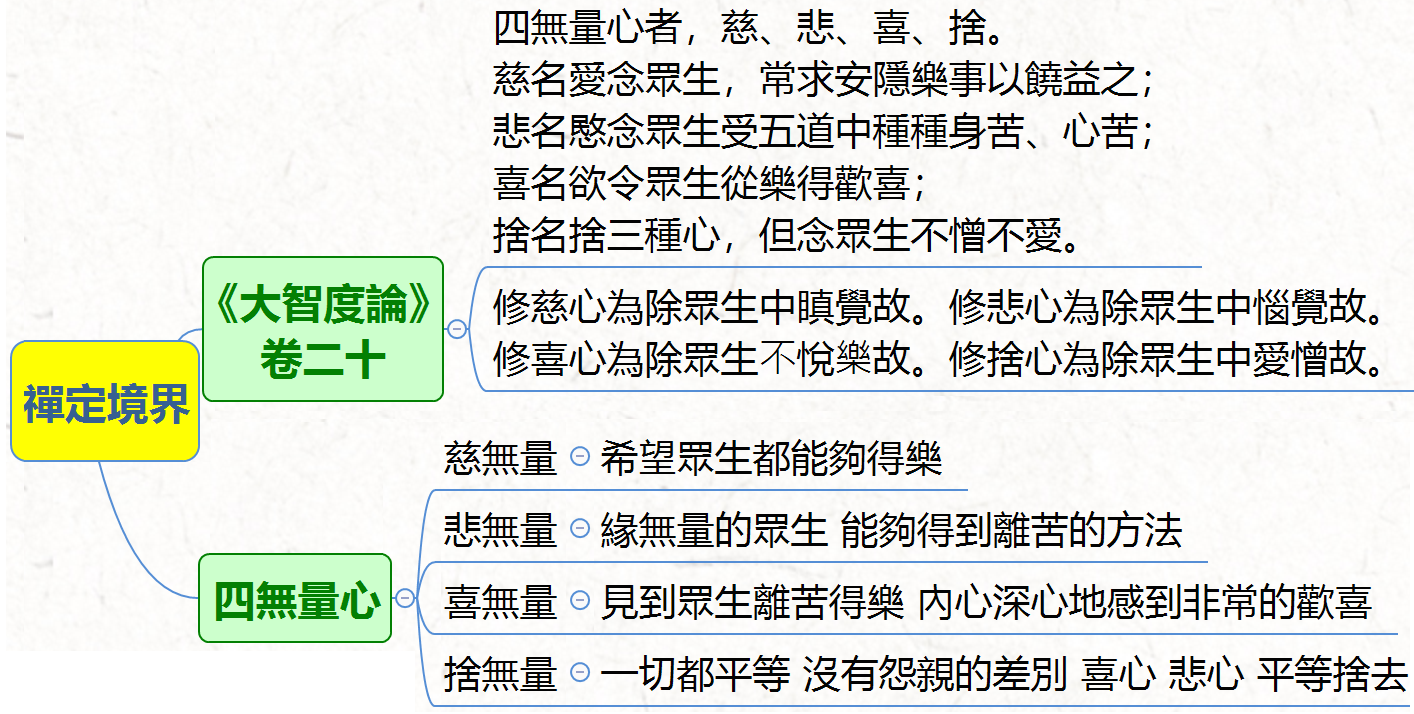 禪定境界
《大智度論》
卷二十
四無量心者，慈、悲、喜、捨。
慈名愛念眾生，常求安隱樂事以饒益之；
悲名愍念眾生受五道中種種身苦、心苦；
喜名欲令眾生從樂得歡喜；
捨名捨三種心，但念眾生不憎不愛。
修慈心為除眾生中瞋覺故。修悲心為除眾生中惱覺故。
修喜心為除眾生不悅樂故。修捨心為除眾生中愛憎故。
四無量心
慈無量 希望眾生都能夠得樂
悲無量 緣無量的眾生 能夠得到離苦的方法
喜無量 見到眾生離苦得樂 內心深心地感到非常的歡喜
捨無量 一切都平等 沒有怨親的差別 喜心 悲心 平等捨去